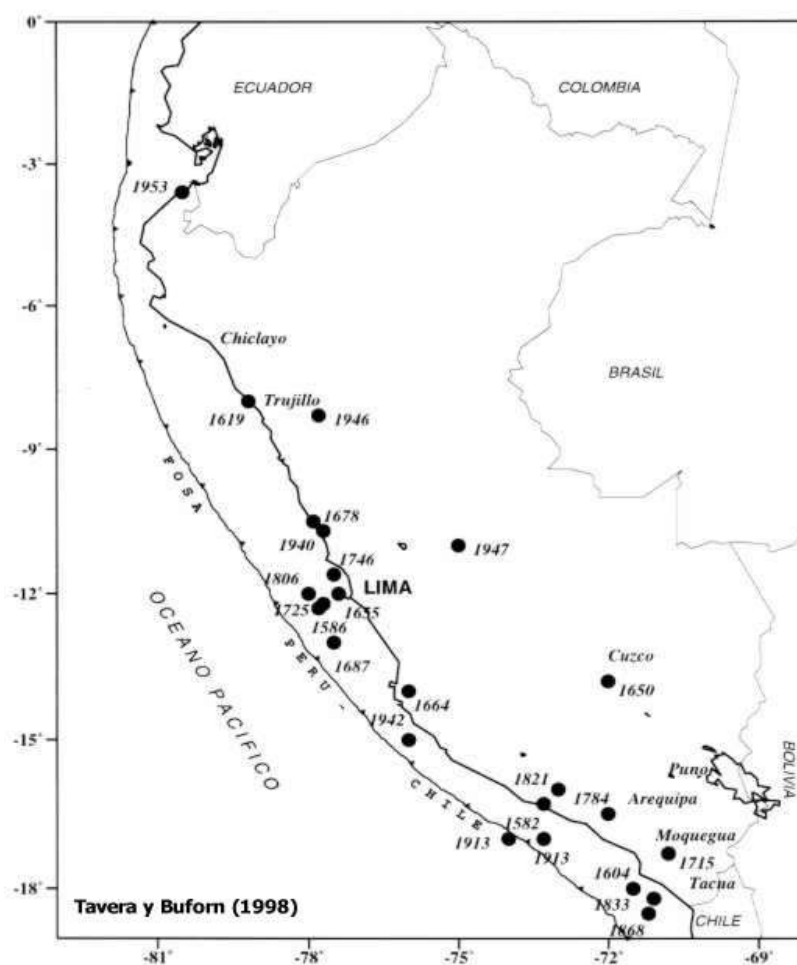 0˚
ECUADOR
COLOMBIA
-3˚
1953
-6˚
Chiclayo
BRASIL
Trujillo
1619
1946
-9˚
FOSA
1678
1940
1947
1746
1806
LIMA
-12˚
1725
1655
1586
OCEANO PACIFICO
PERU -
1687
Cuzco
1650
1664
1942
-15˚
BOLIVIA
Puno
1821
1784
Arequipa
CHILE
1582
Moquegua
1913
1913
1715
1604
Tacna
-18˚
1833
Tavera y Buforn (1998)
1868
CHILE
-81˚
-78˚
-75˚
-72˚
-69˚